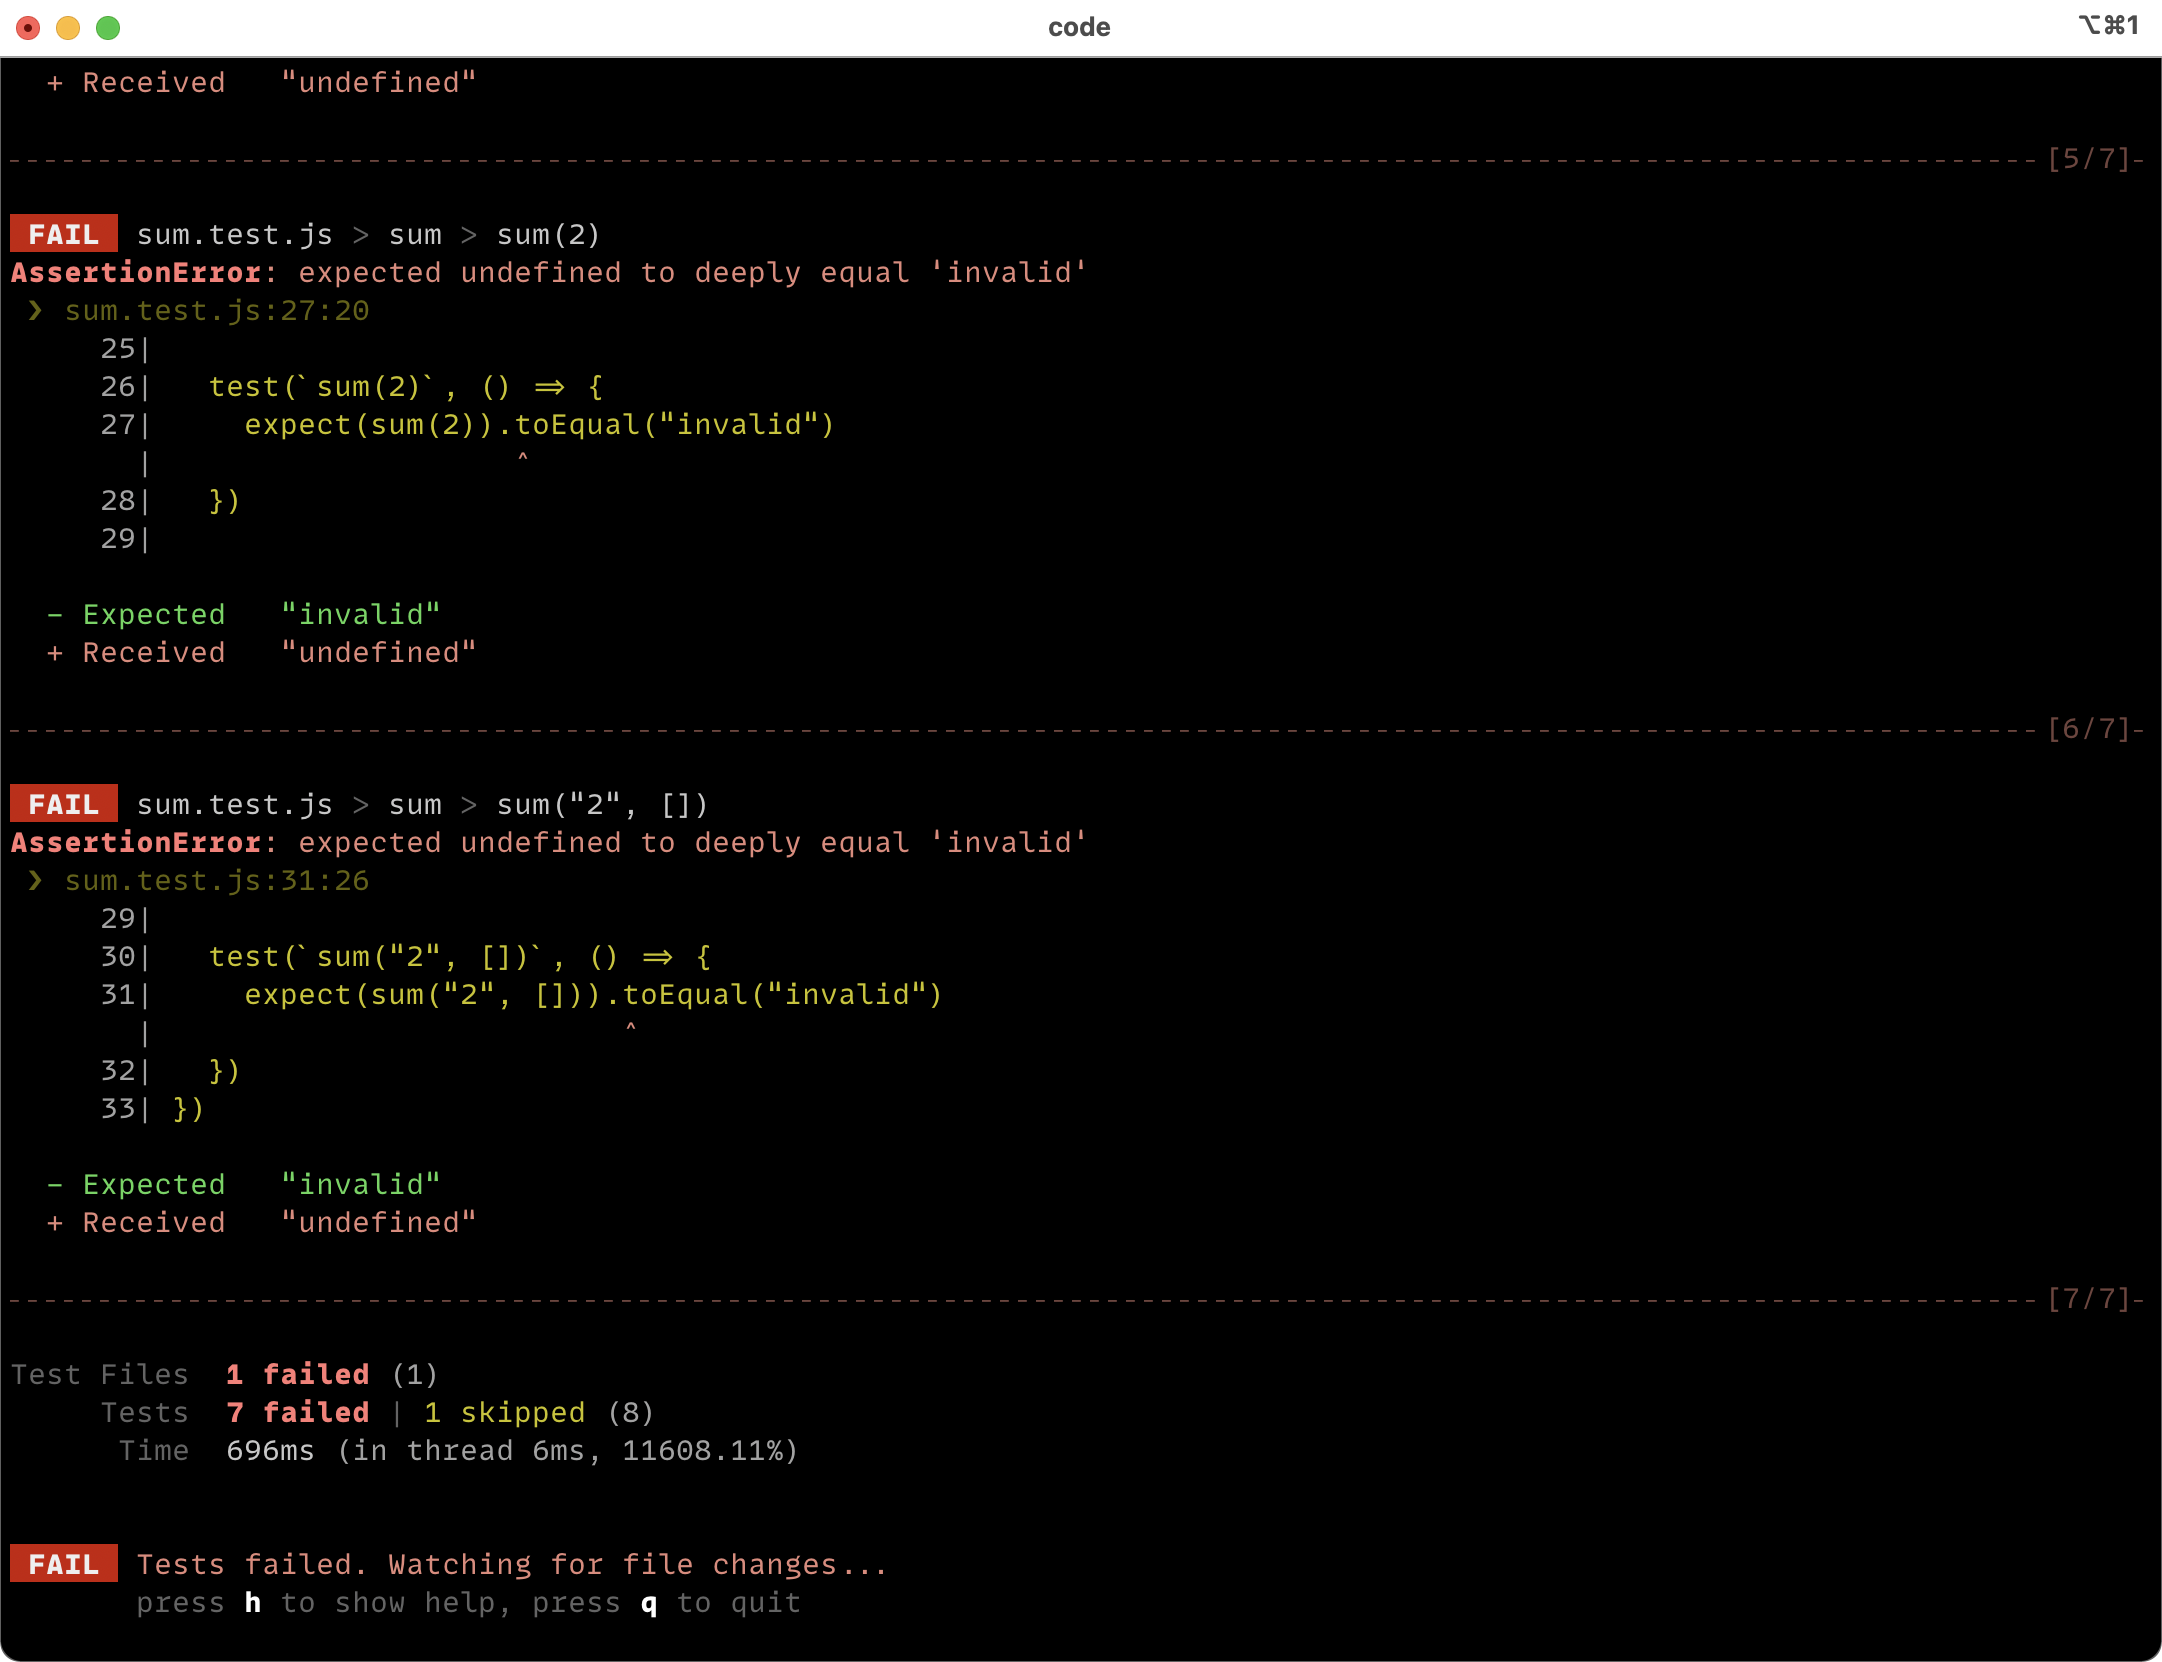 code
⌥⌘1
+ Received   "undefined"
[5/7]
FAIL sum.test.js > sum > sum(2)
AssertionError: expected undefined to deeply equal 'invalid'
❯ sum.test.js:27:20
25|
26|   test(`sum(2)`, () => {
27|     expect(sum(2)).toEqual("invalid")
|                    ^
28|   })
29|
- Expected   "invalid"
+ Received   "undefined"
[6/7]
FAIL sum.test.js > sum > sum("2", [])
AssertionError: expected undefined to deeply equal 'invalid'
❯ sum.test.js:31:26
29|
30|   test(`sum("2", [])`, () => {
31|     expect(sum("2", [])).toEqual("invalid")
|                          ^
32|   })
33| })
- Expected   "invalid"
+ Received   "undefined"
[7/7]
Test Files  1 failed (1)
Tests  7 failed | 1 skipped (8)
Time  696ms (in thread 6ms, 11608.11%)
FAIL Tests failed. Watching for file changes...
press h to show help, press q to quit